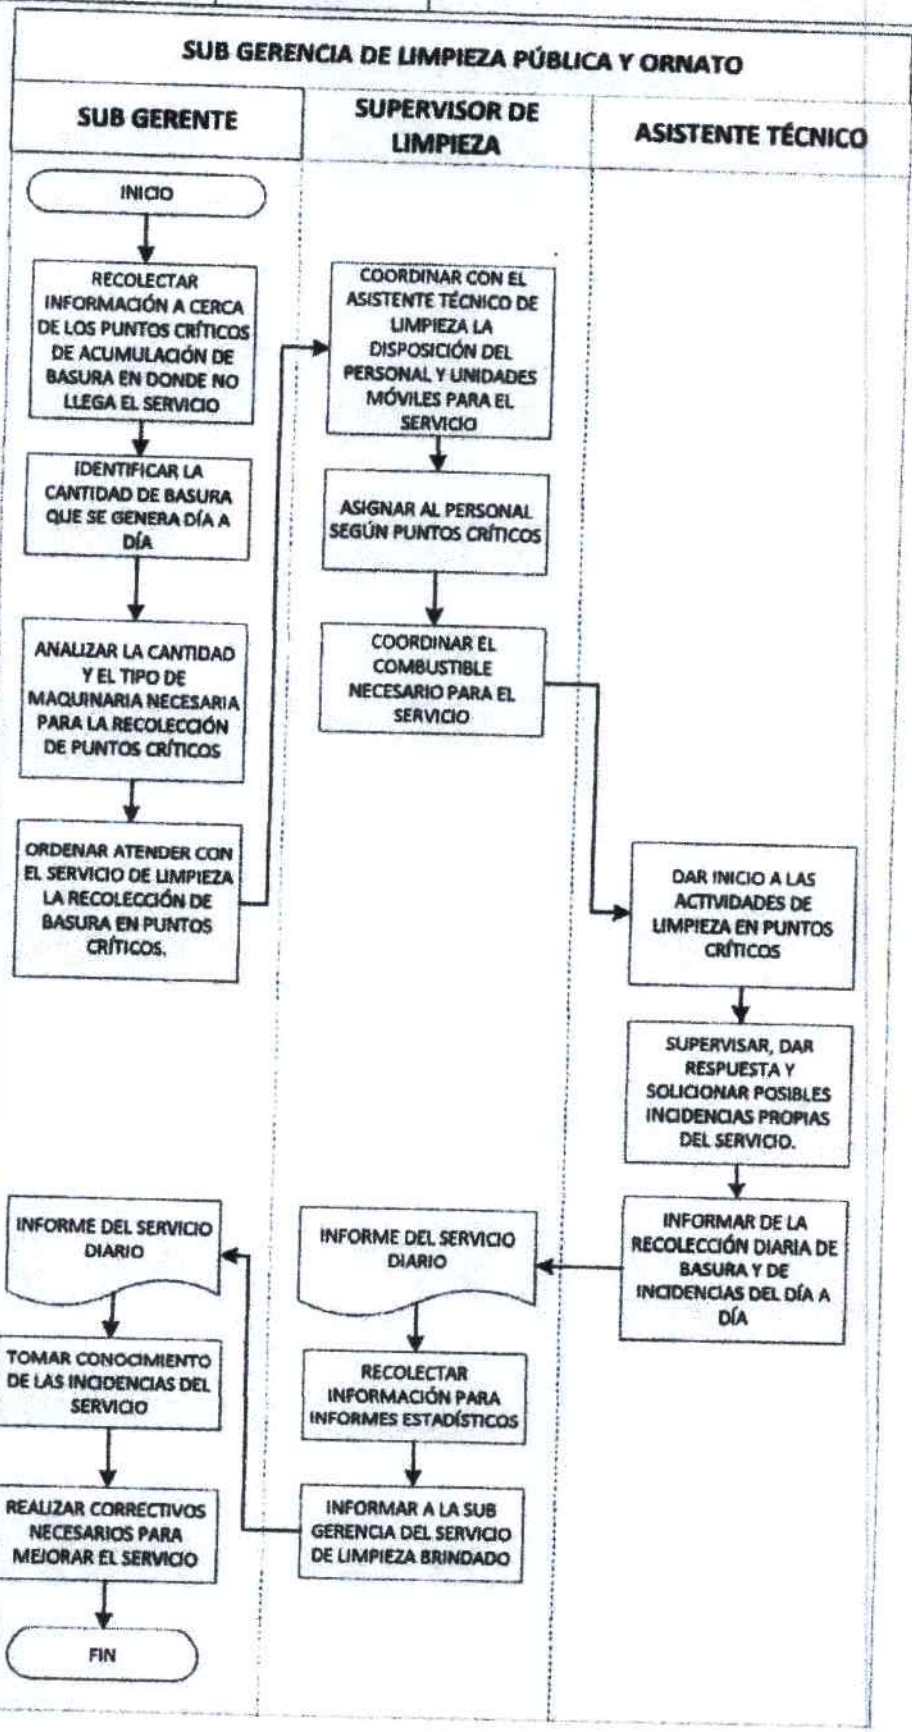 SUB GERENCIA DE LIMPIEZA PÚBLICA Y ORNATO
SUB GERENTE
SUPERVISOR DE
LIMPIEZA
ASISTENTE TÉCNICO
INICIO
RECOLECTAR
INFORMACIÓN A CERCA
DE LOS PUNTOS CRÍTICOS
DE ACUMULACIÓN DE
BASURA EN DONDE NO
LLEGA EL SERVICIO
IDENTIFICAR LA
CANTIDAD DE BASURA
QUE SE GENERA DÍA A
DÍA
ANALIZAR LA CANTIDAD
Y EL TIPO DE
MAQUINARIA NECESARIA
PARA LA RECOLECCIÓN
DE PUNTOS CRÍTICOS
ORDENAR ATENDER CON
EL SERVICIO DE LIMPIEZA
LA RECOLECCIÓN DE
BASURA EN PUNTOS
CRÍTICOS.
COORDINAR CON EL
ASISTENTE TÉCNICO DE
LIMPIEZA LA
DISPOSICIÓN DEL
PERSONAL Y UNIDADES
MÓVILES PARA EL
SERVICIO
ASIGNAR AL PERSONAL
SEGÚN PUNTOS CRÍTICOS
COORDINAR EL
COMBUSTIBLE
NECESARIO PARA EL
SERVICIO
DAR INICIO A LAS
ACTIVIDADES DE
LIMPIEZA EN PUNTOS
CRÍTICOS
SUPERVISAR, DAR
RESPUESTA Y
SOLICIONAR POSIBLES
INCIDENCIAS PROPIAS
DEL SERVICIO.
INFORMAR DE LA
RECOLECCIÓN DIARIA DE
BASURA Y DE
INCIDENCIAS DEL DÍA A
DÍA
INFORME DEL SERVICIO
DIARIO
RECOLECTAR
INFORMACIÓN PARA
INFORMES ESTADÍSTICOS
INFORMAR A LA SUB
GERENCIA DEL SERVICIO
DE LIMPIEZA BRINDADO
INFORME DEL SERVICIO
DIARIO
TOMAR CONOCIMIENTO
DE LAS INCIDENCIAS DEL
SERVICIO
REALIZAR CORRECTIVOS
NECESARIOS PARA
MEJORAR EL SERVICIO
FIN